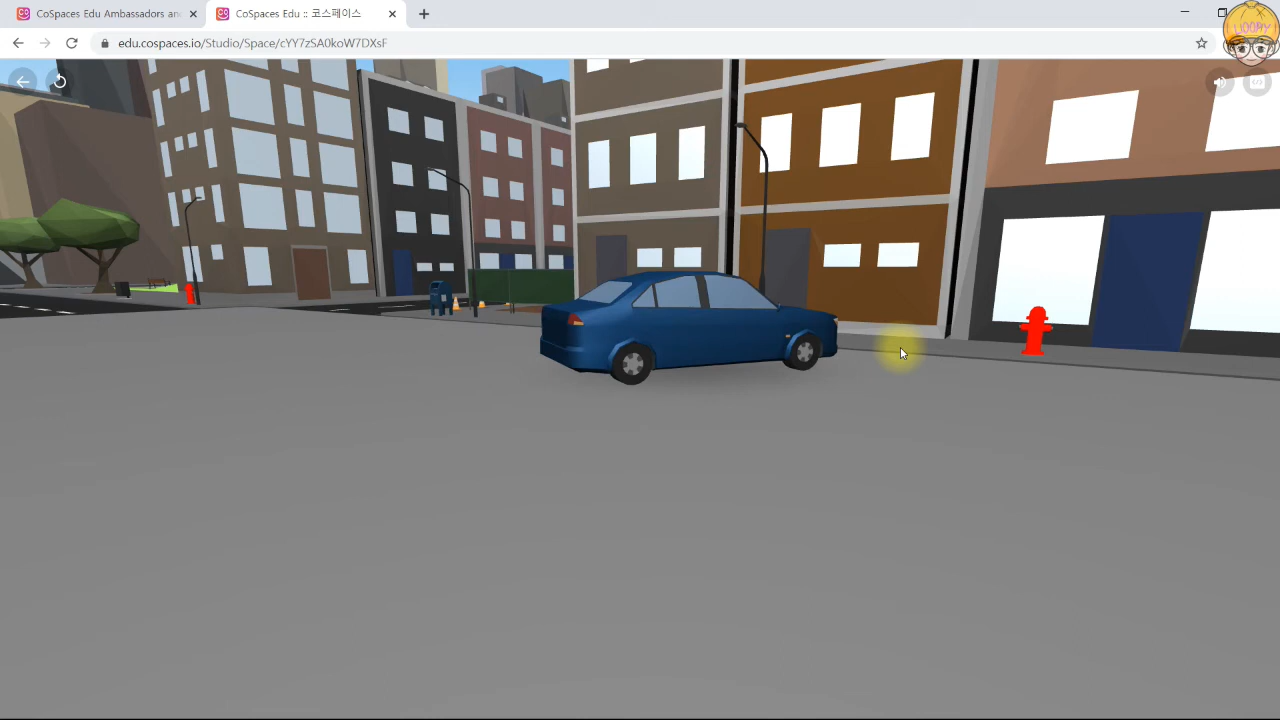 CoSpaces Edu Ambassadors an
CoSpaces Edu :: 코스페이스
edu.cospaces.io/Studio/Space/cYY7zSA0koW7DXsF